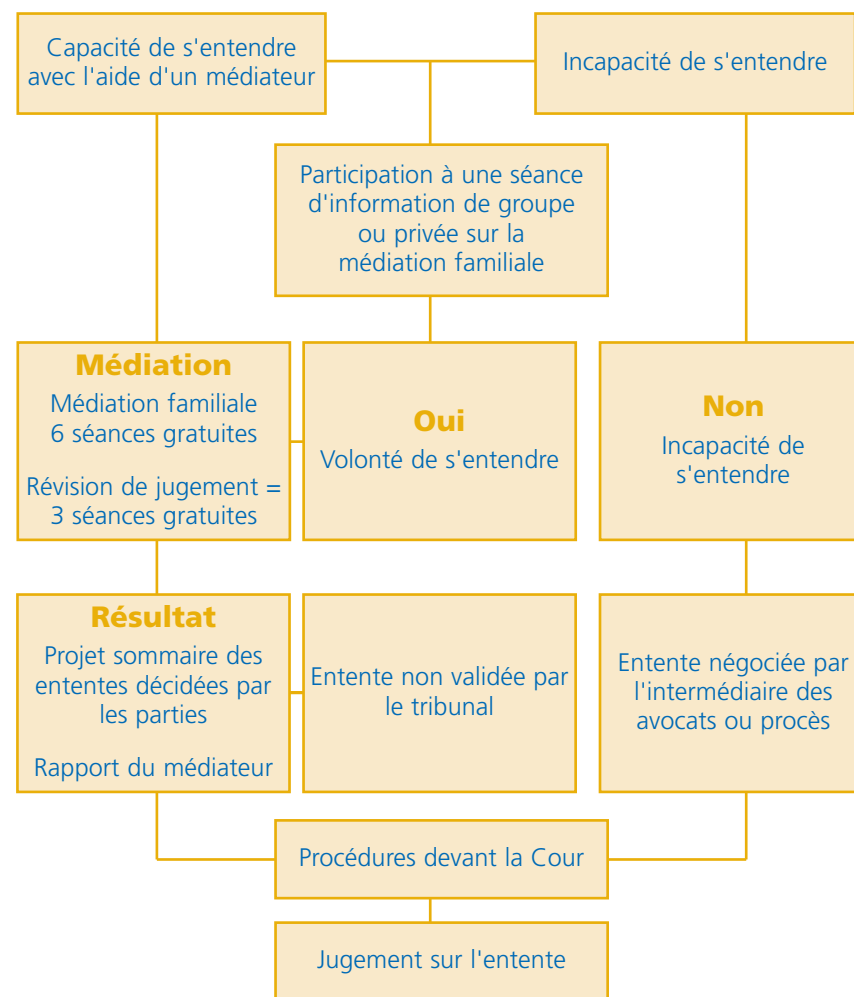 Capacité de s'entendre
avec l'aide d'un médiateur
Incapacité de s'entendre
Participation à une séance
d'information de groupe
ou privée sur la
médiation familiale
Médiation
Médiation familiale
6 séances gratuites
Révision de jugement =
3 séances gratuites
Oui
Volonté de s'entendre
Non
Incapacité de
s'entendre
Résultat
Projet sommaire des
ententes décidées par
les parties
Rapport du médiateur
Entente non validée par
le tribunal
Entente négociée par
l'intermédiaire des
avocats ou procès
Procédures devant la Cour
Jugement sur l'entente